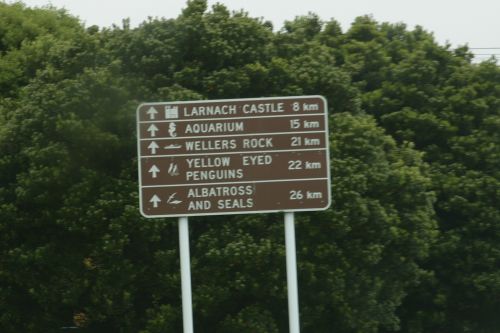 LARNACH CASTLE 8 km
AQUARIUM 15 km
WELLERS ROCK 21 km
YELLOW EYED
PENGUINS 22 km
ALBATROSS
AND SEALS 26 km